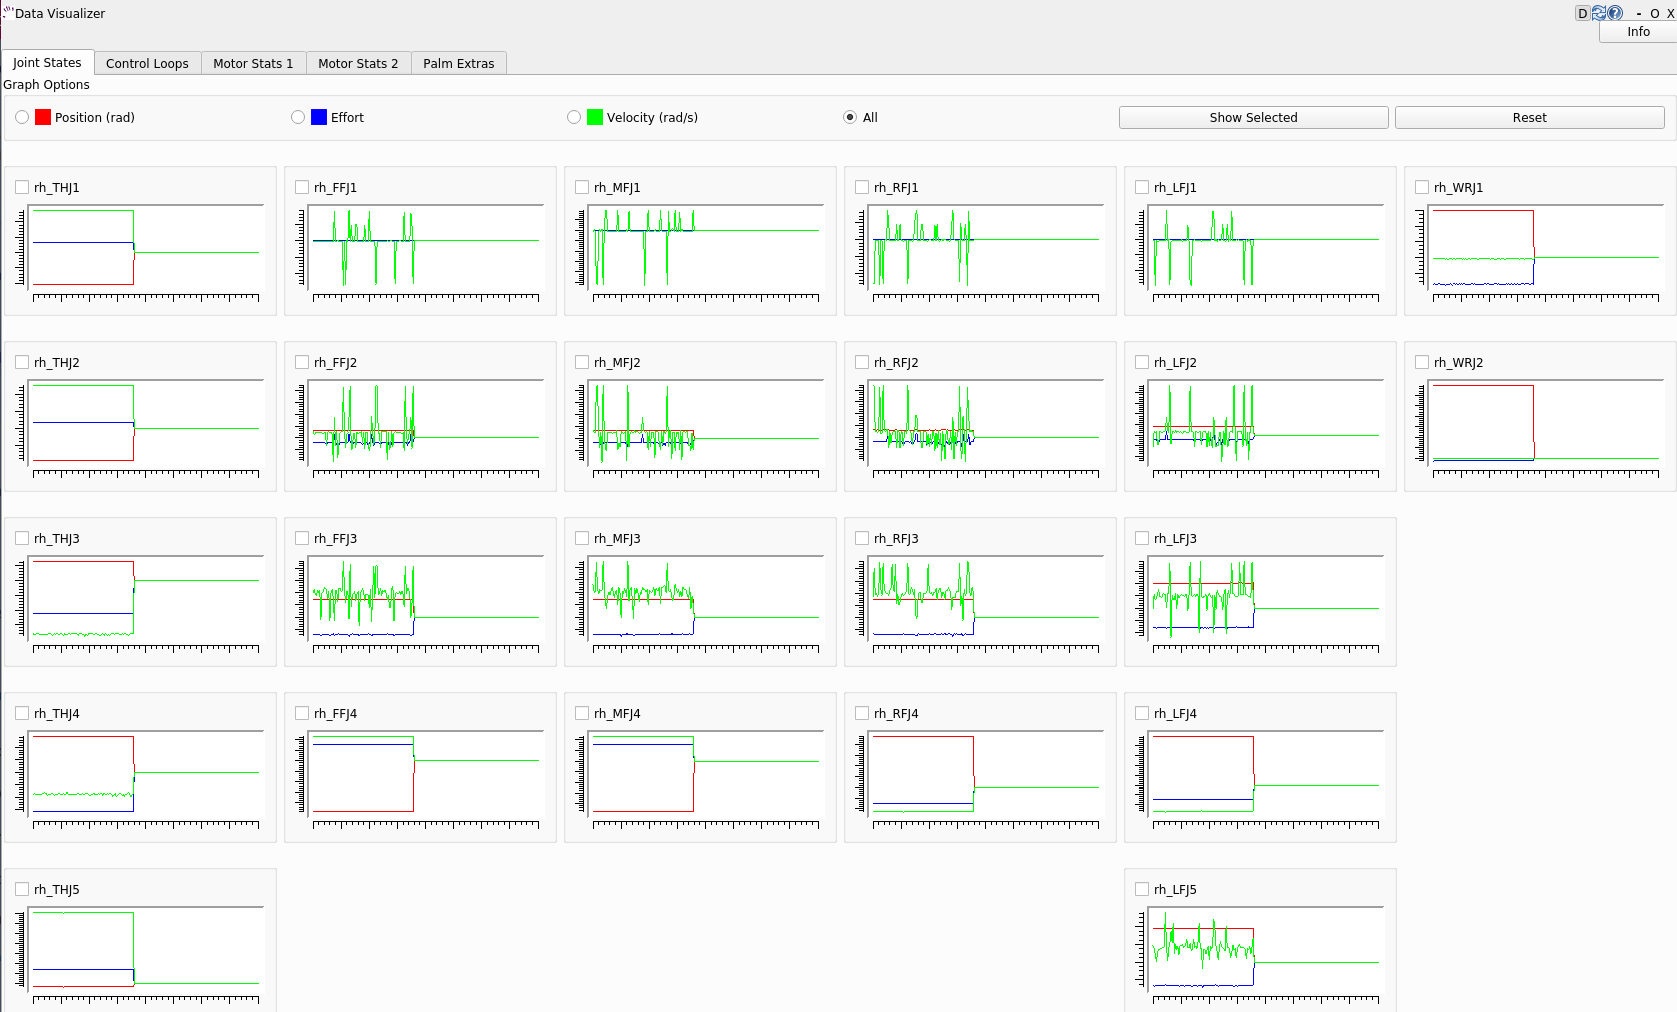 Data Visualizer
D ? - O X
Info
Joint States Control Loops Motor Stats 1 Motor Stats 2 Palm Extras
Graph Options
Position (rad) Effort Velocity (rad/s) All Show Selected Reset
rh_THJ1 rh_FFJ1 rh_MFJ1 rh_RFJ1 rh_LFJ1 rh_WRJ1
rh_THJ2 rh_FFJ2 rh_MFJ2 rh_RFJ2 rh_LFJ2 rh_WRJ2
rh_THJ3 rh_FFJ3 rh_MFJ3 rh_RFJ3 rh_LFJ3
rh_THJ4 rh_FFJ4 rh_MFJ4 rh_RFJ4 rh_LFJ4
rh_THJ5 rh_LFJ5